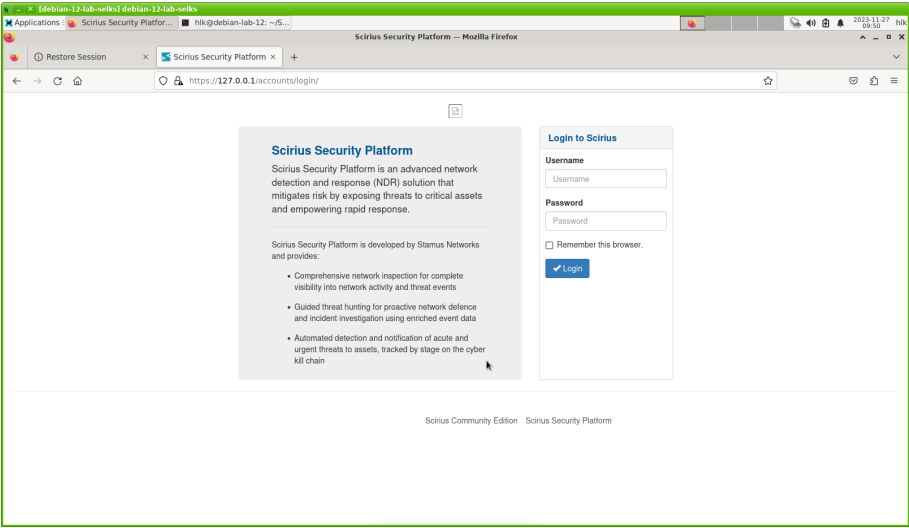 [debian-12-lab-selks] debian-12-lab-selks
Applications Scirius Security Platfor... hlk@debian-lab-12: ~/S... 2023-11-27 09:50 hlk
Scirius Security Platform — Mozilla Firefox
Restore Session Scirius Security Platform
https://127.0.0.1/accounts/login/
Scirius Security Platform
Scirius Security Platform is an advanced network
detection and response (NDR) solution that
mitigates risk by exposing threats to critical assets
and empowering rapid response.
Scirius Security Platform is developed by Stamus Networks
and provides:
• Comprehensive network inspection for complete
visibility into network activity and threat events
• Guided threat hunting for proactive network defence
and incident investigation using enriched event data
• Automated detection and notification of acute and
urgent threats to assets, tracked by stage on the cyber
kill chain
Login to Scirius
Username
Username
Password
Password
Remember this browser.
Login
Scirius Community Edition Scirius Security Platform